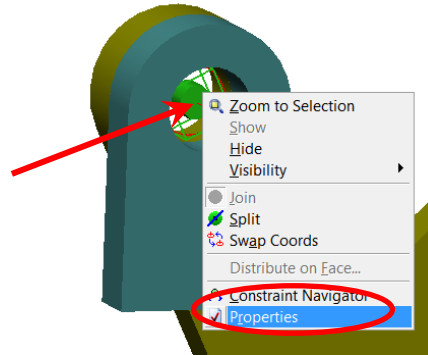 Zoom to Selection
Show
Hide
Visibility
Join
Split
Swap Coords
Distribute on Face...
Constraint Navigator
Properties